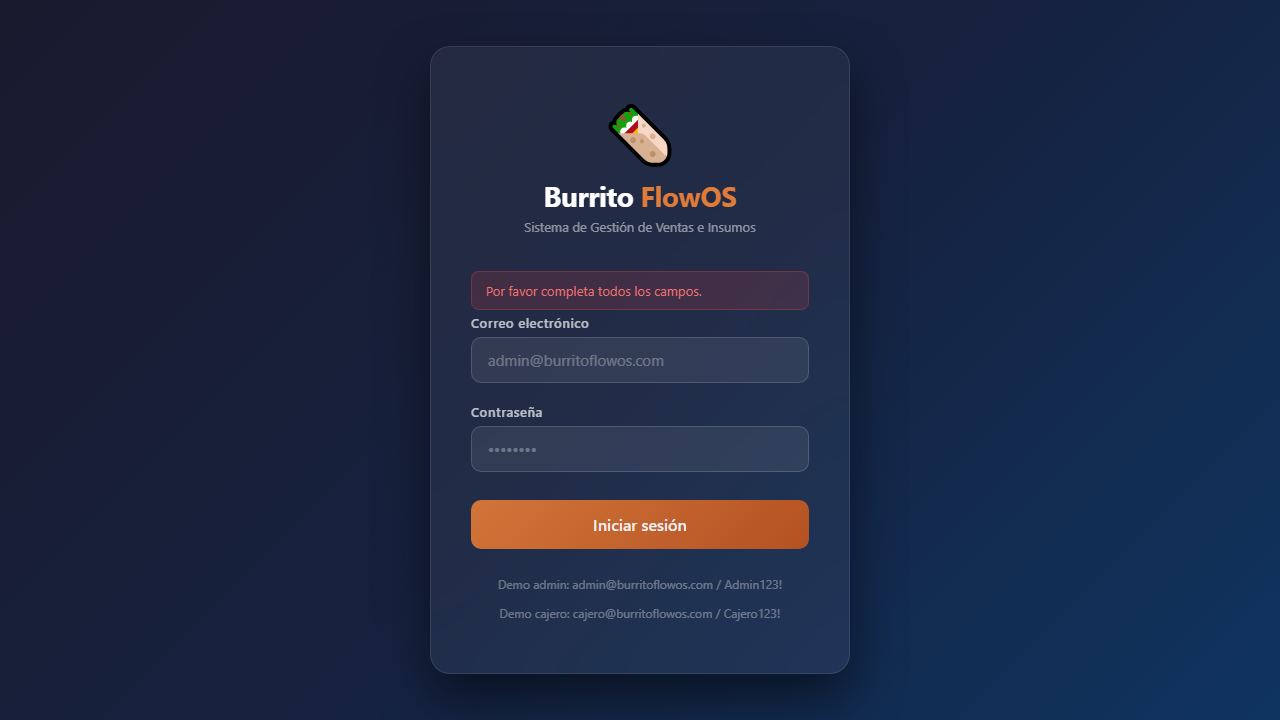 Burrito FlowOS
Sistema de Gestión de Ventas e Insumos
Por favor completa todos los campos.
Correo electrónico
admin@burritoflowos.com
Contraseña
••••••••
Iniciar sesión
Demo admin: admin@burritoflowos.com / Admin123!
Demo cajero: cajero@burritoflowos.com / Cajero123!